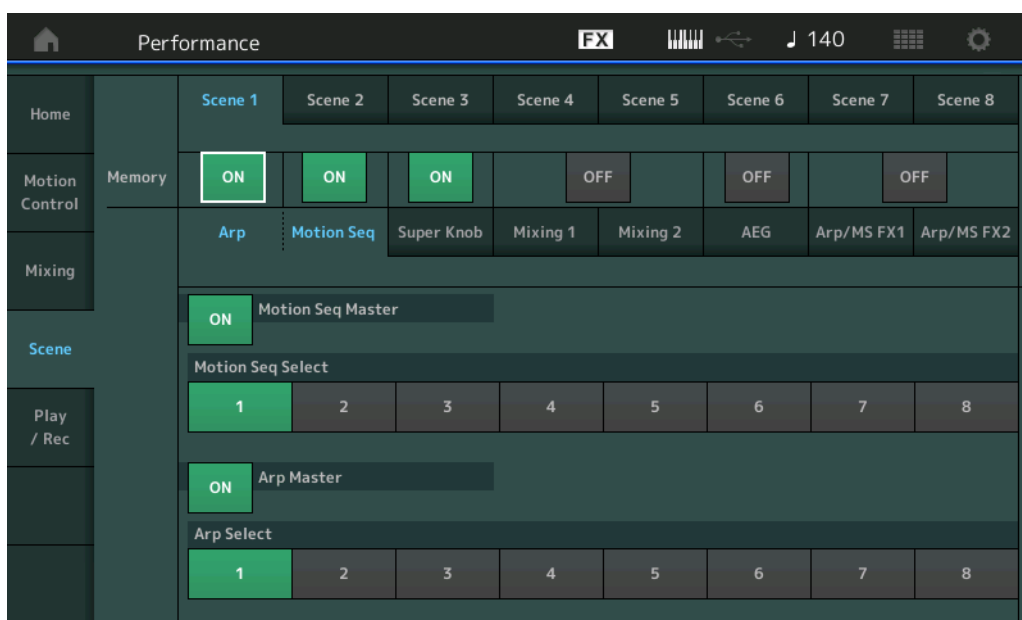 Performance FX 140
Home
Scene 1 Scene 2 Scene 3 Scene 4 Scene 5 Scene 6 Scene 7 Scene 8
Motion
Control
Memory ON ON ON OFF OFF OFF
Arp Motion Seq Super Knob Mixing 1 Mixing 2 AEG Arp/MS FX1 Arp/MS FX2
Mixing
ON Motion Seq Master
Scene
Motion Seq Select
1 2 3 4 5 6 7 8
Play
/ Rec
ON Arp Master
Arp Select
1 2 3 4 5 6 7 8